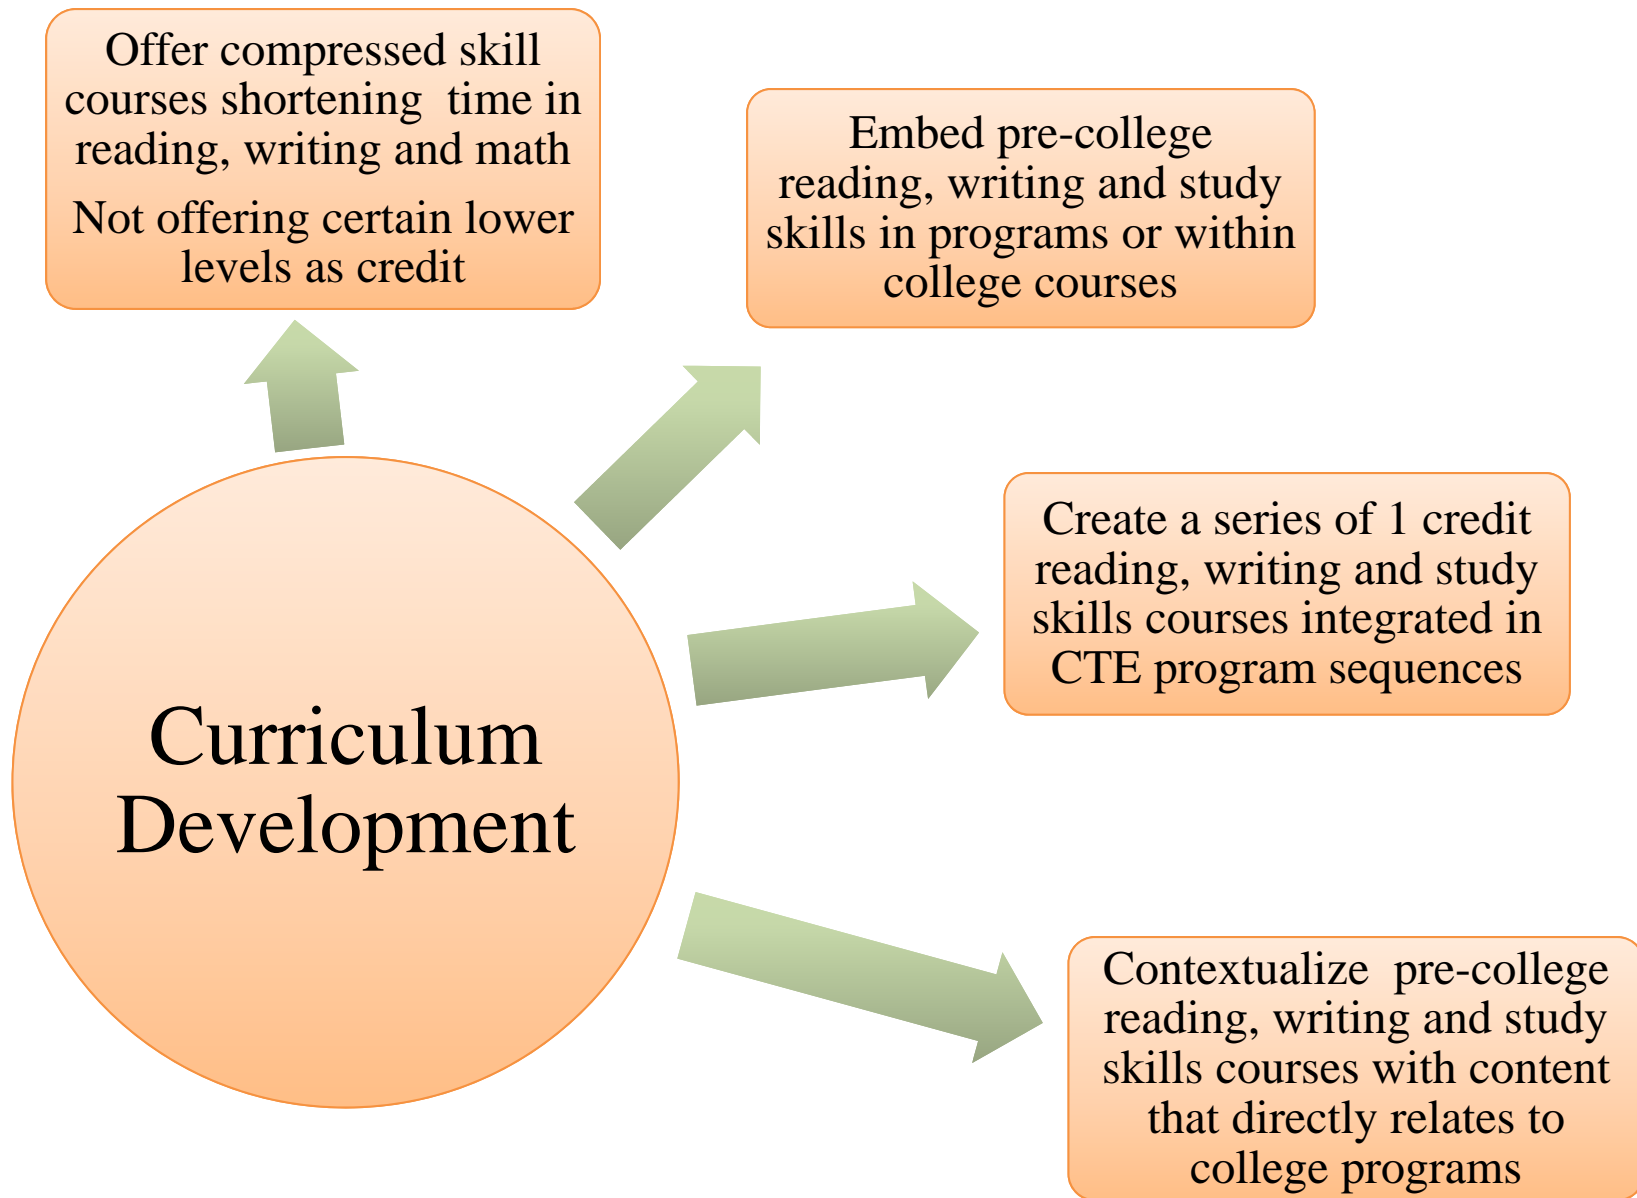 Offer compressed skill
courses shortening time in
reading, writing and math
Not offering certain lower
levels as credit
Embed pre-college
reading, writing and study
skills in programs or within
college courses
Create a series of 1 credit
reading, writing and study
skills courses integrated in
CTE program sequences
Curriculum
Development
Contextualize pre-college
reading, writing and study
skills courses with content
that directly relates to
college programs